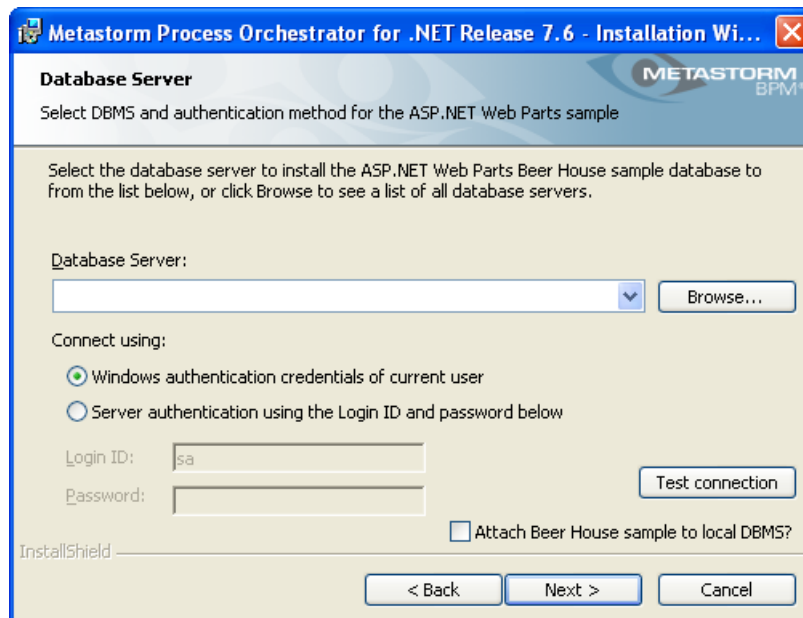 Metastorm Process Orchestrator for .NET Release 7.6 - Installation Wi...
Database Server
METASTORM
BPM
Select DBMS and authentication method for the ASP.NET Web Parts sample
Select the database server to install the ASP.NET Web Parts Beer House sample database to
from the list below, or click Browse to see a list of all database servers.
Database Server:
Browse...
Connect using:
Windows authentication credentials of current user
Server authentication using the Login ID and password below
Login ID:
sa
Password:
Test connection
Attach Beer House sample to local DBMS?
InstallShield
< Back
Next >
Cancel